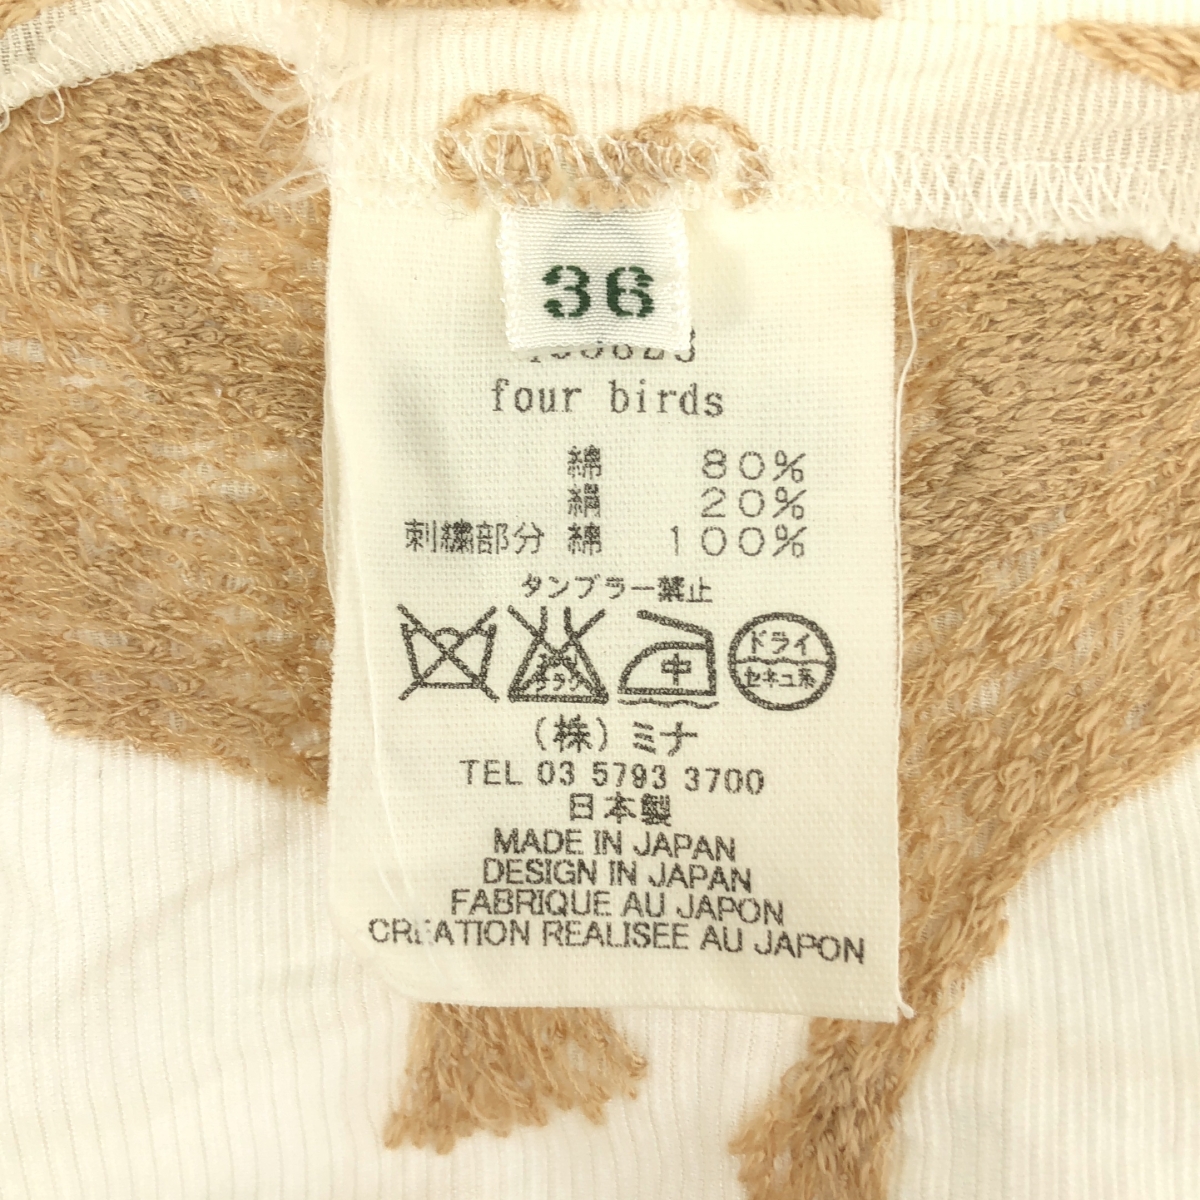 36
four birds
綿 80%
絹 20%
刺繍部分 綿 100%
タンブラー禁止
中
ドライ
セキユ系
(株)ミナ
TEL 03 5793 3700
日本製
MADE IN JAPAN
DESIGN IN JAPAN
FABRIQUE AU JAPON
CREATION REALISEE AU JAPON